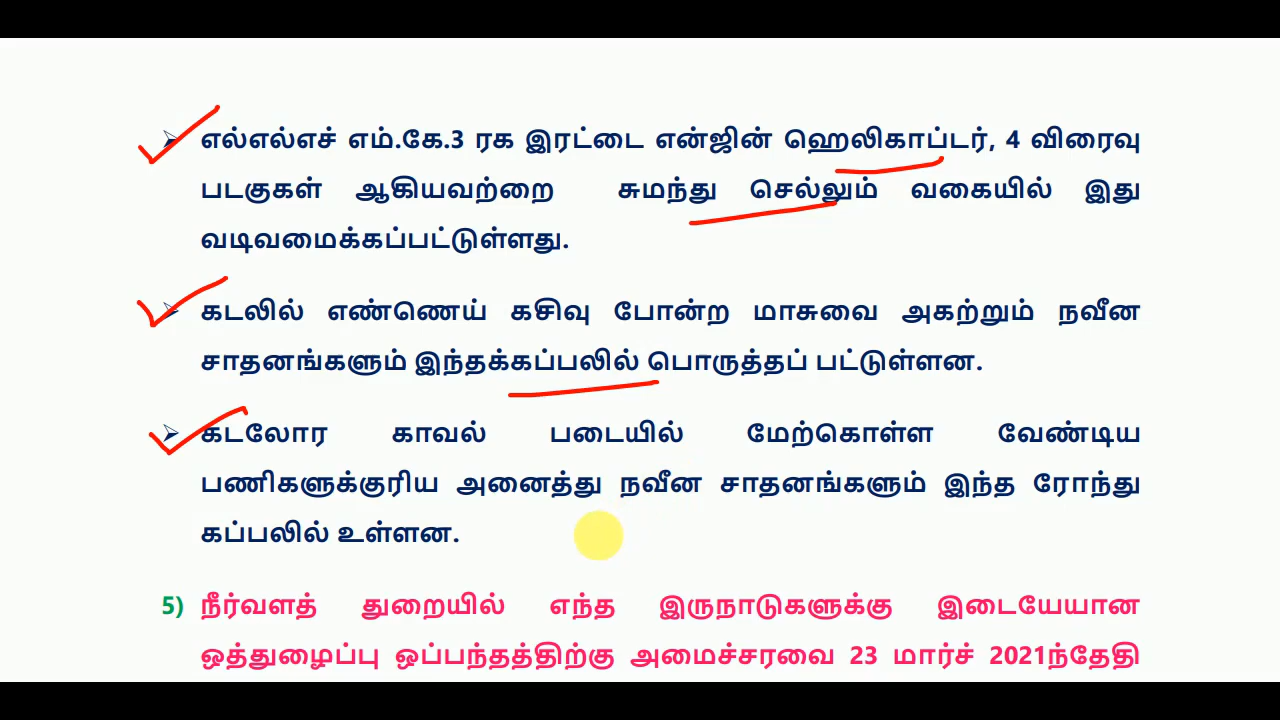 எல்எல்எச் எம்.கே.3 ரக இரட்டை என்ஜின் ஹெலிகாப்டர், 4 விரைவு
படகுகள் ஆகியவற்றை சுமந்து செல்லும் வகையில் இது
வடிவமைக்கப்பட்டுள்ளது.
கடலில் எண்ணெய் கசிவு போன்ற மாசுவை அகற்றும் நவீன
சாதனங்களும் இந்தக்கப்பலில் பொருத்தப் பட்டுள்ளன.
கடலோர காவல் படையில் மேற்கொள்ள வேண்டிய
பணிகளுக்குரிய அனைத்து நவீன சாதனங்களும் இந்த ரோந்து
கப்பலில் உள்ளன.
5) நீர்வளத் துறையில் எந்த இருநாடுகளுக்கு இடையேயான
ஒத்துழைப்பு ஒப்பந்தத்திற்கு அமைச்சரவை 23 மார்ச் 2021ந்தேதி